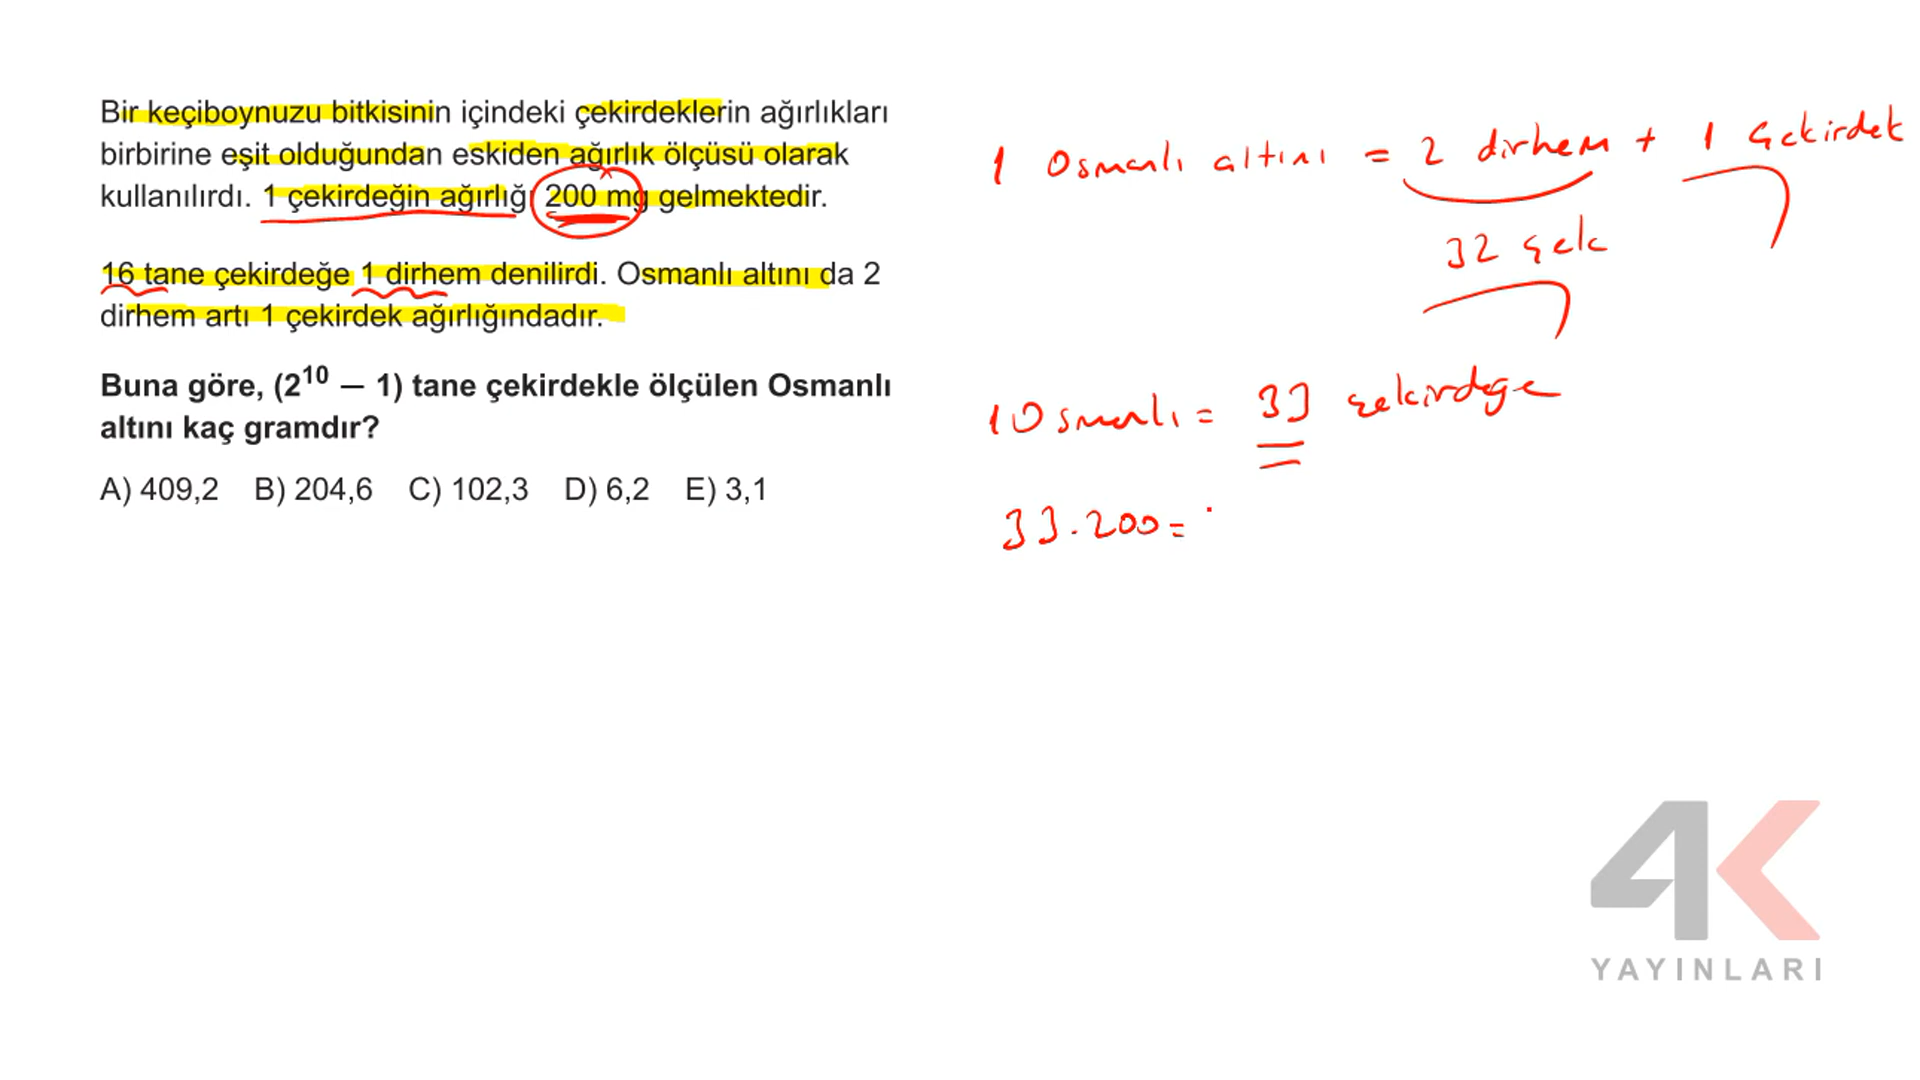 Bir keçiboynuzu bitkisinin içindeki çekirdeklerin ağırlıkları
birbirine eşit olduğundan eskiden ağırlık ölçüsü olarak
kullanılırdı. 1 çekirdeğin ağırlığı 200 mg gelmektedir.
16 tane çekirdeğe 1 dirhem denilirdi. Osmanlı altını da 2
dirhem artı 1 çekirdek ağırlığındadır.
Buna göre, (2¹⁰ — 1) tane çekirdekle ölçülen Osmanlı
altını kaç gramdır?
A) 409,2 B) 204,6 C) 102,3 D) 6,2 E) 3,1
1 Osmanlı altını = 2 dirhem + 1 çekirdek
32 çek
1 Osmanlı = 33 çekirdeğe
33.200=
4K
YAYINLARI